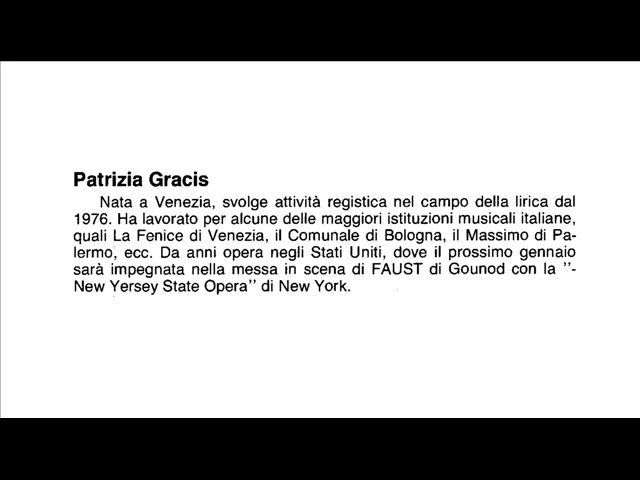 Patrizia Gracis
Nata a Venezia, svolge attività registica nel campo della lirica dal
1976. Ha lavorato per alcune delle maggiori istituzioni musicali italiane,
quali La Fenice di Venezia, il Comunale di Bologna, il Massimo di Pa-
lermo, ecc. Da anni opera negli Stati Uniti, dove il prossimo gennaio
sarà impegnata nella messa in scena di FAUST di Gounod con la ''-
New Yersey State Opera'' di New York.